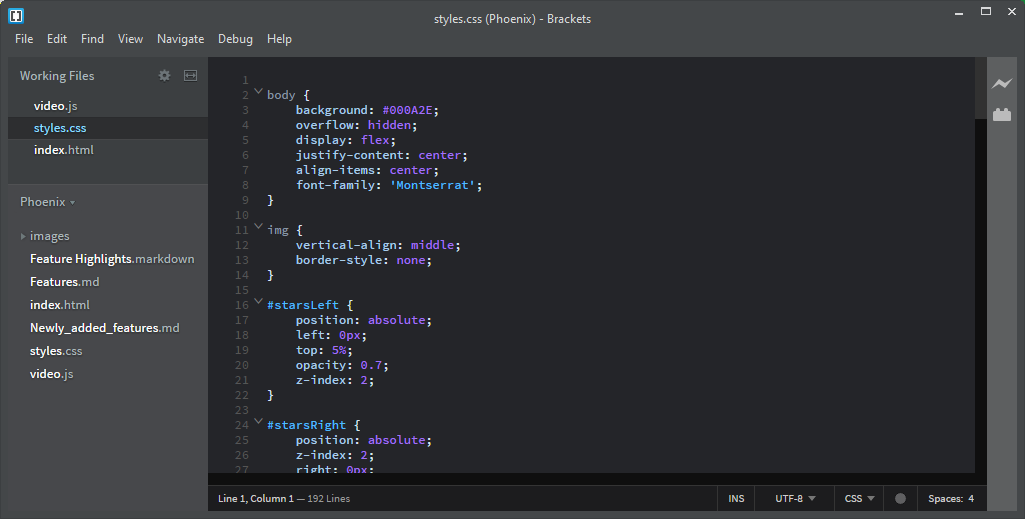 styles.css (Phoenix) - Brackets
File Edit Find View Navigate Debug Help
Working Files
video.js
styles.css
index.html
Phoenix
images
Feature Highlights.markdown
Features.md
index.html
Newly_added_features.md
styles.css
video.js
1
2 body {
3     background: #000A2E;
4     overflow: hidden;
5     display: flex;
6     justify-content: center;
7     align-items: center;
8     font-family: 'Montserrat';
9 }
10
11 img {
12     vertical-align: middle;
13     border-style: none;
14 }
15
16 #starsLeft {
17     position: absolute;
18     left: 0px;
19     top: 5%;
20     opacity: 0.7;
21     z-index: 2;
22 }
23
24 #starsRight {
25     position: absolute;
26     z-index: 2;
27     right: 0px;
Line 1, Column 1 — 192 Lines INS UTF-8 CSS Spaces: 4